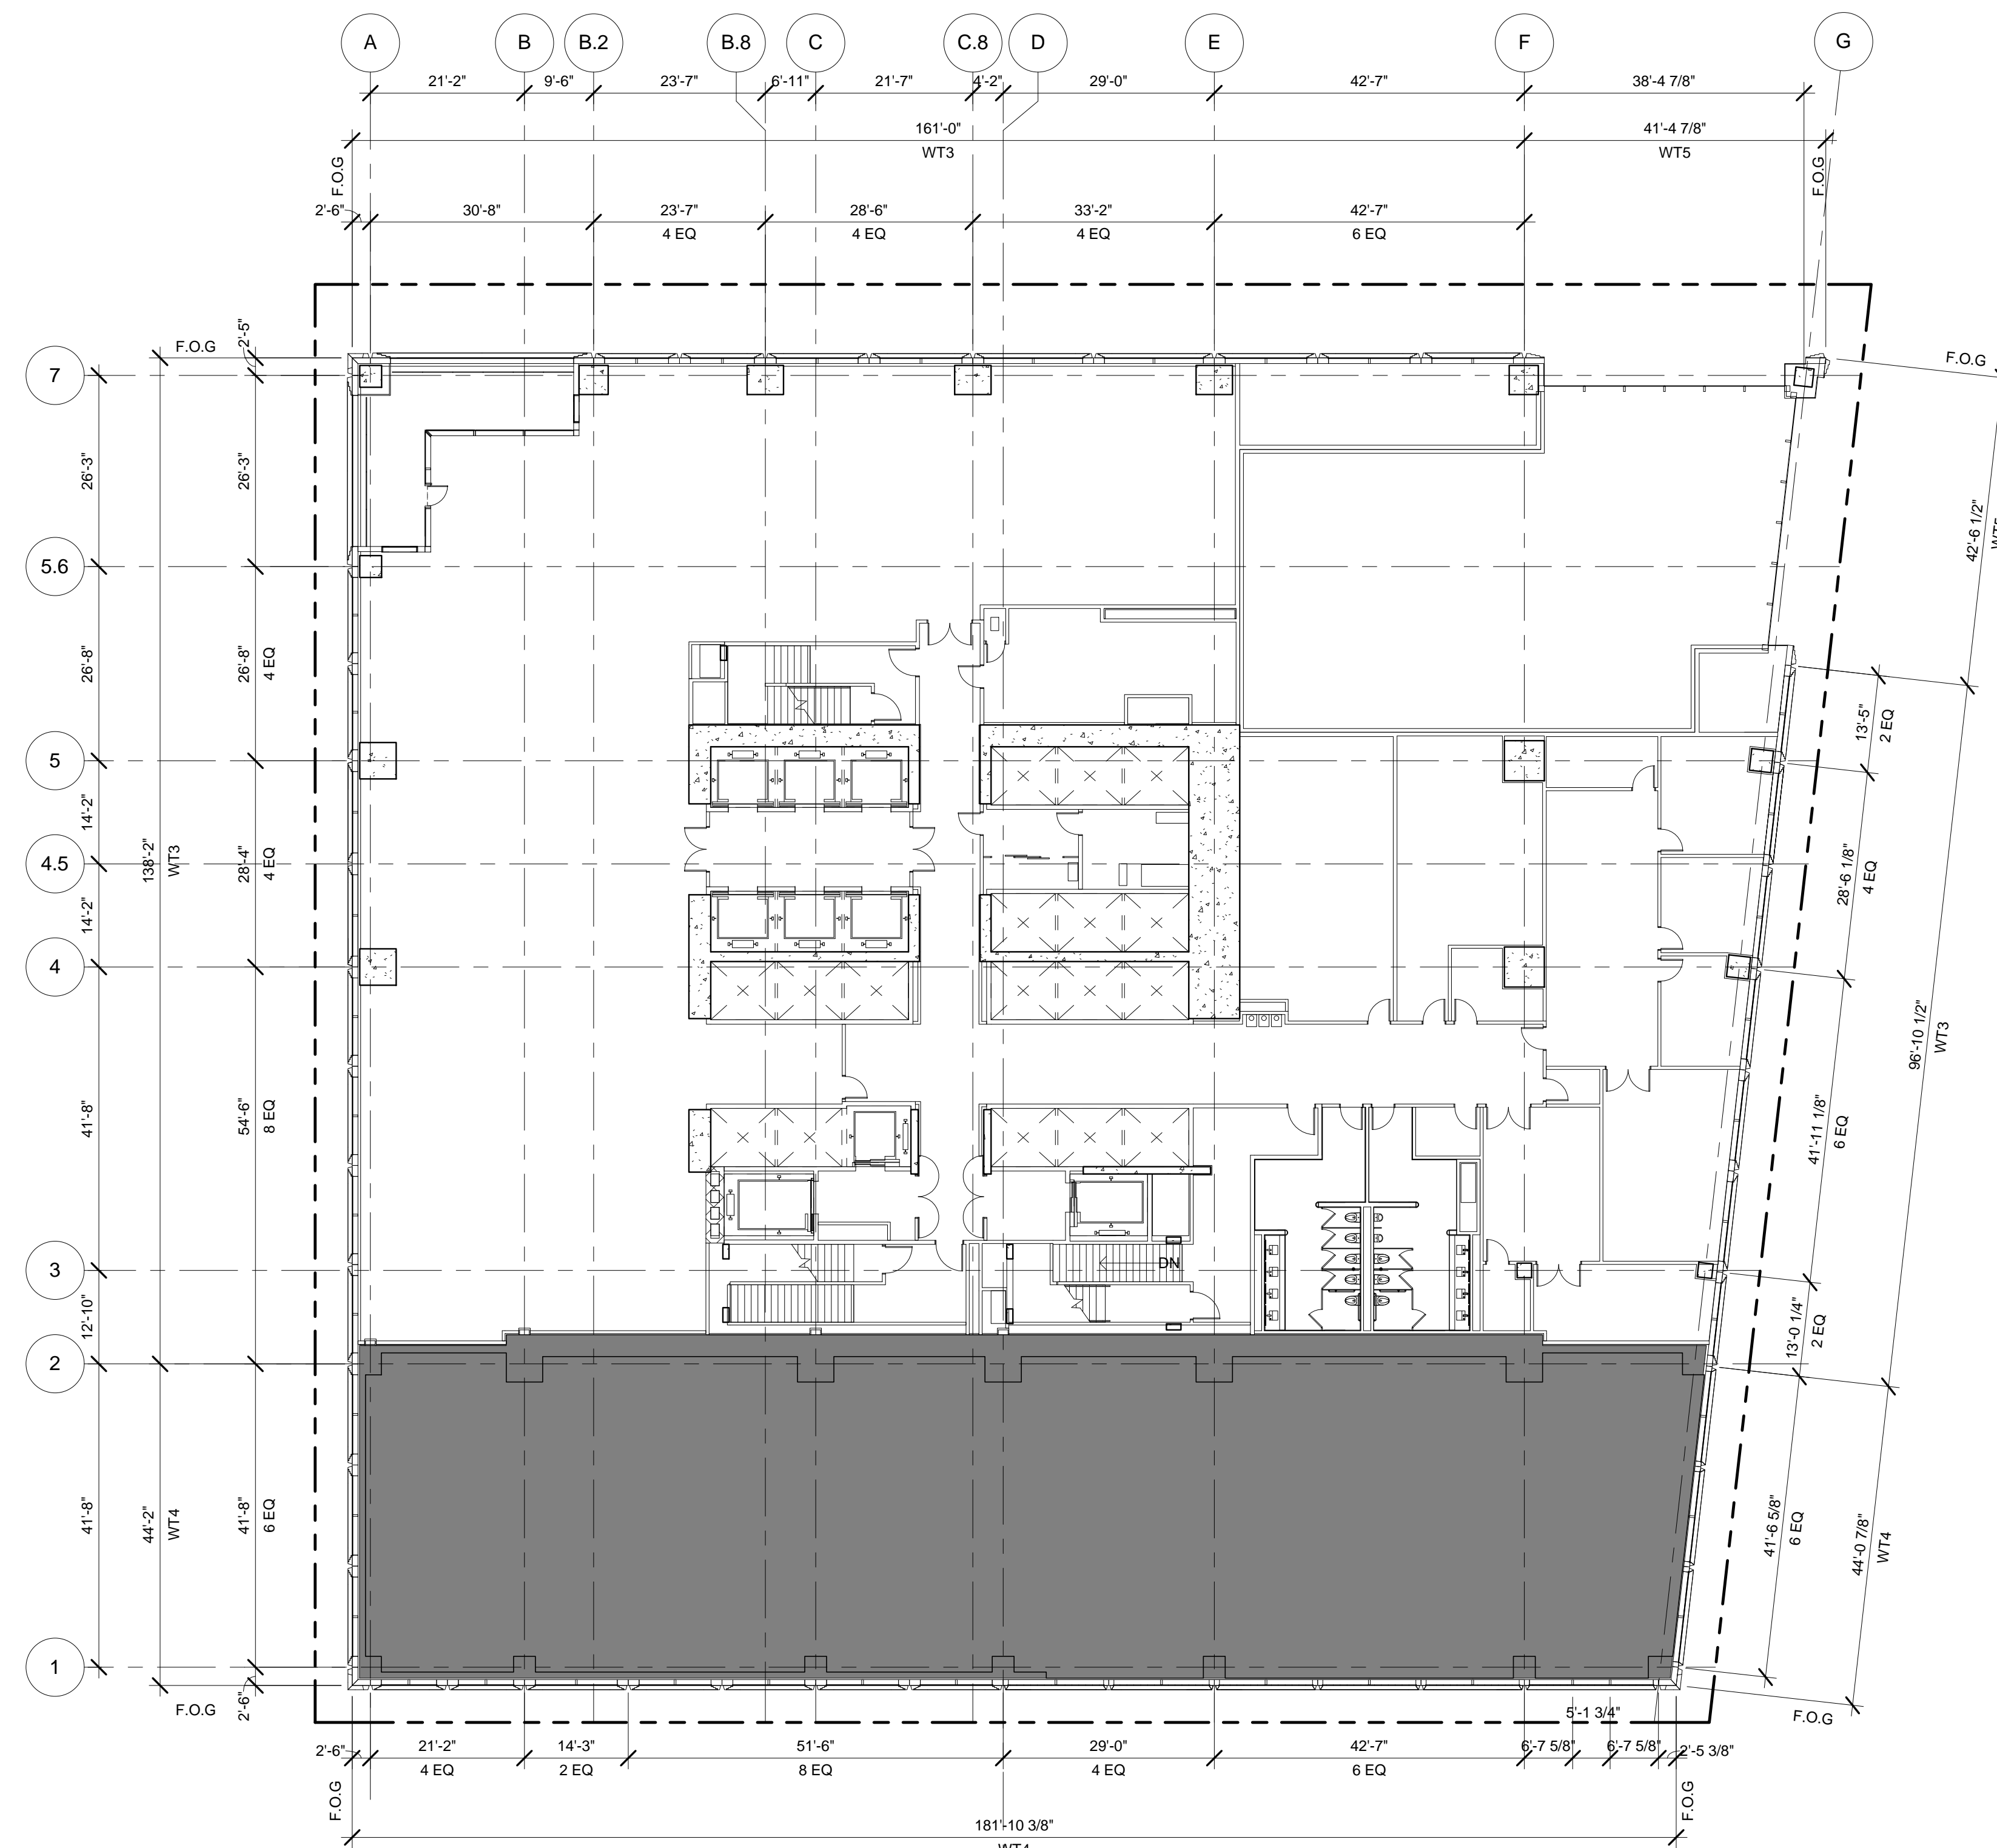 A B B.2 B.8 C C.8 D E F G
21'-2" 9'-6" 23'-7" 6'-11" 21'-7" 4'-2" 29'-0" 42'-7" 38'-4 7/8"
161'-0" 41'-4 7/8"
WT3 WT5
F.O.G F.O.G
2'-6" 30'-8" 23'-7" 28'-6" 33'-2" 42'-7"
4 EQ 4 EQ 4 EQ 6 EQ
F.O.G 2'-5"
F.O.G
7
26'-3" 26'-3"
42'-6 1/2"
5.6
26'-8" 26'-8" 4 EQ
13'-5" 2 EQ
5
14'-2"
4.5
138'-2" WT3 28'-4" 4 EQ
28'-6 1/8" 4 EQ
14'-2"
4
96'-10 1/2" WT3
41'-8" 54'-6" 8 EQ
41'-11 1/8" 6 EQ
3
DN
12'-10"
13'-0 1/4" 2 EQ
2
41'-8" 44'-2" WT4 41'-8" 6 EQ
41'-6 5/8" 6 EQ
44'-0 7/8" WT4
1
F.O.G 2'-6"
F.O.G
5'-1 3/4"
2'-6" 21'-2" 14'-3" 51'-6" 29'-0" 42'-7" 6'-7 5/8" 6'-7 5/8" 2'-5 3/8"
4 EQ 2 EQ 8 EQ 4 EQ 6 EQ
F.O.G F.O.G
181'-10 3/8"